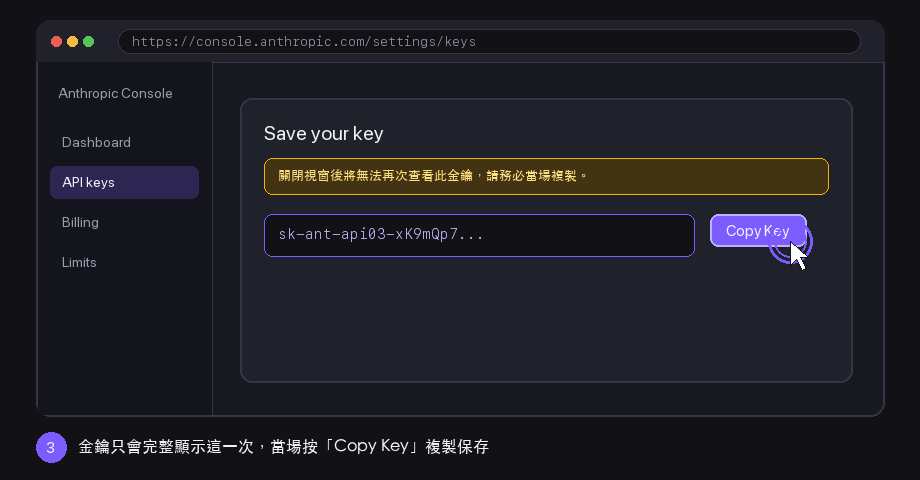 https://console.anthropic.com/settings/keys
Anthropic Console
Dashboard
API keys
Billing
Limits
Save your key
關閉視窗後將無法再次查看此金鑰，請務必當場複製。
sk-ant-api03-xK9mQp7...
Copy Key
3 金鑰只會完整顯示這一次，當場按「Copy Key」複製保存